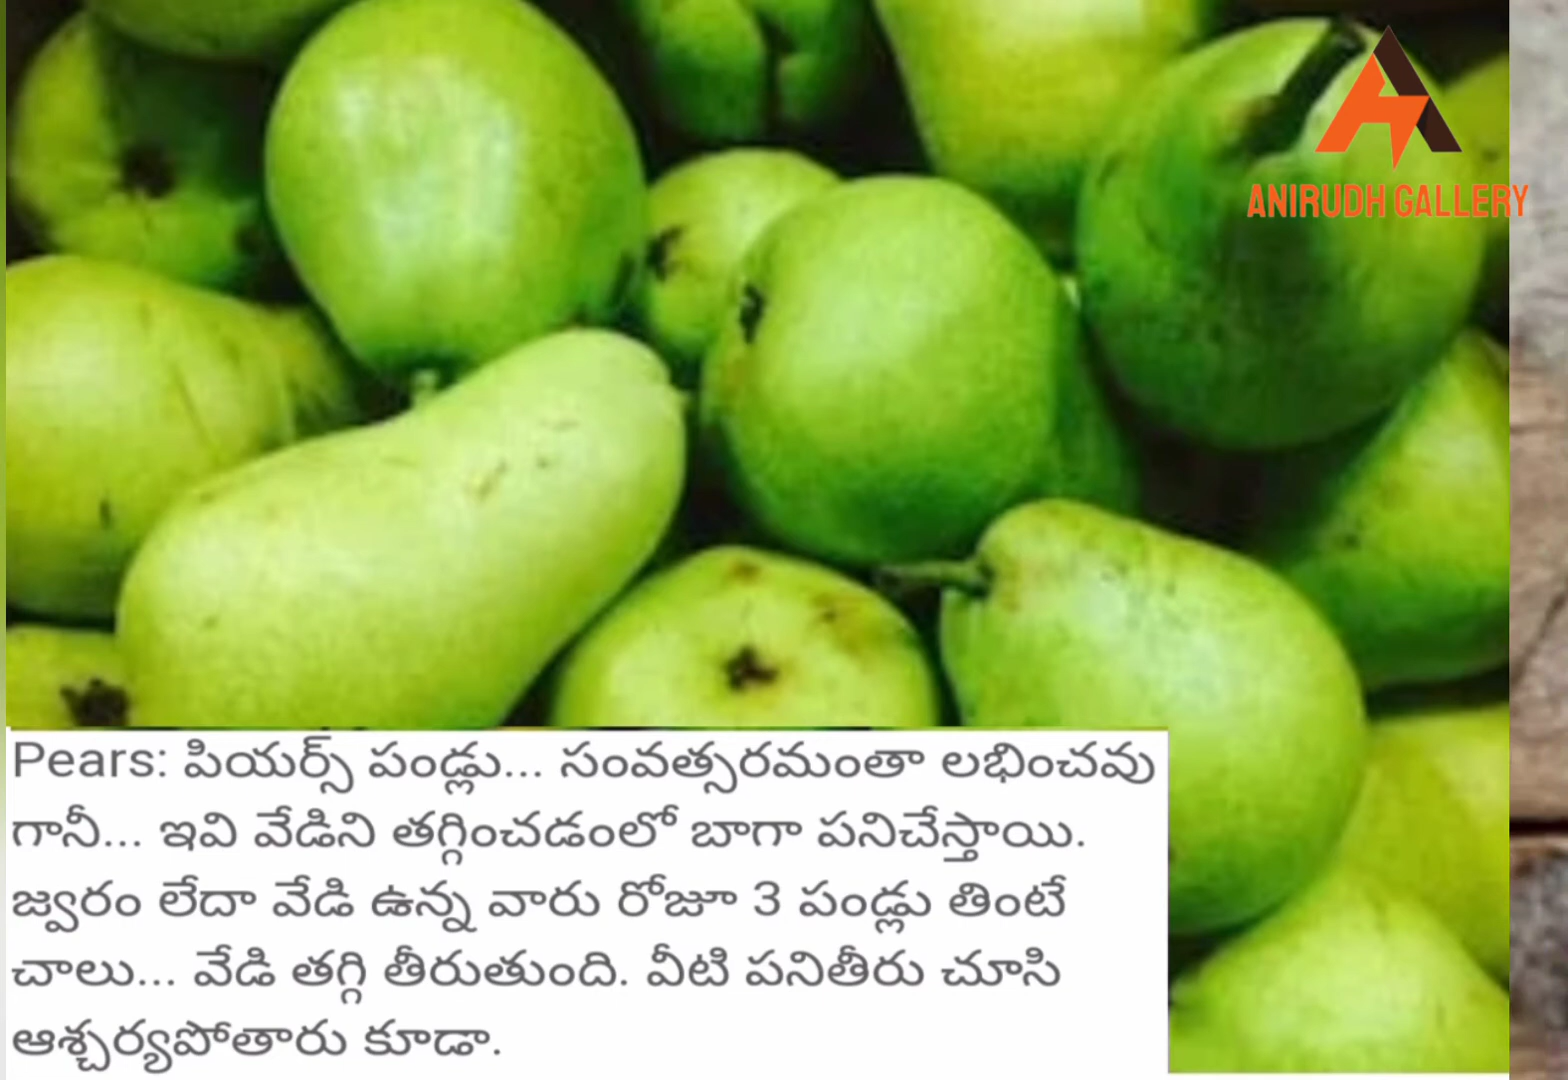 ANIRUDH GALLERY
Pears: పియర్స్ పండ్లు... సంవత్సరమంతా లభించవు
గానీ... ఇవి వేడిని తగ్గించడంలో బాగా పనిచేస్తాయి.
జ్వరం లేదా వేడి ఉన్న వారు రోజూ 3 పండ్లు తింటే
చాలు... వేడి తగ్గి తీరుతుంది. వీటి పనితీరు చూసి
ఆశ్చర్యపోతారు కూడా.